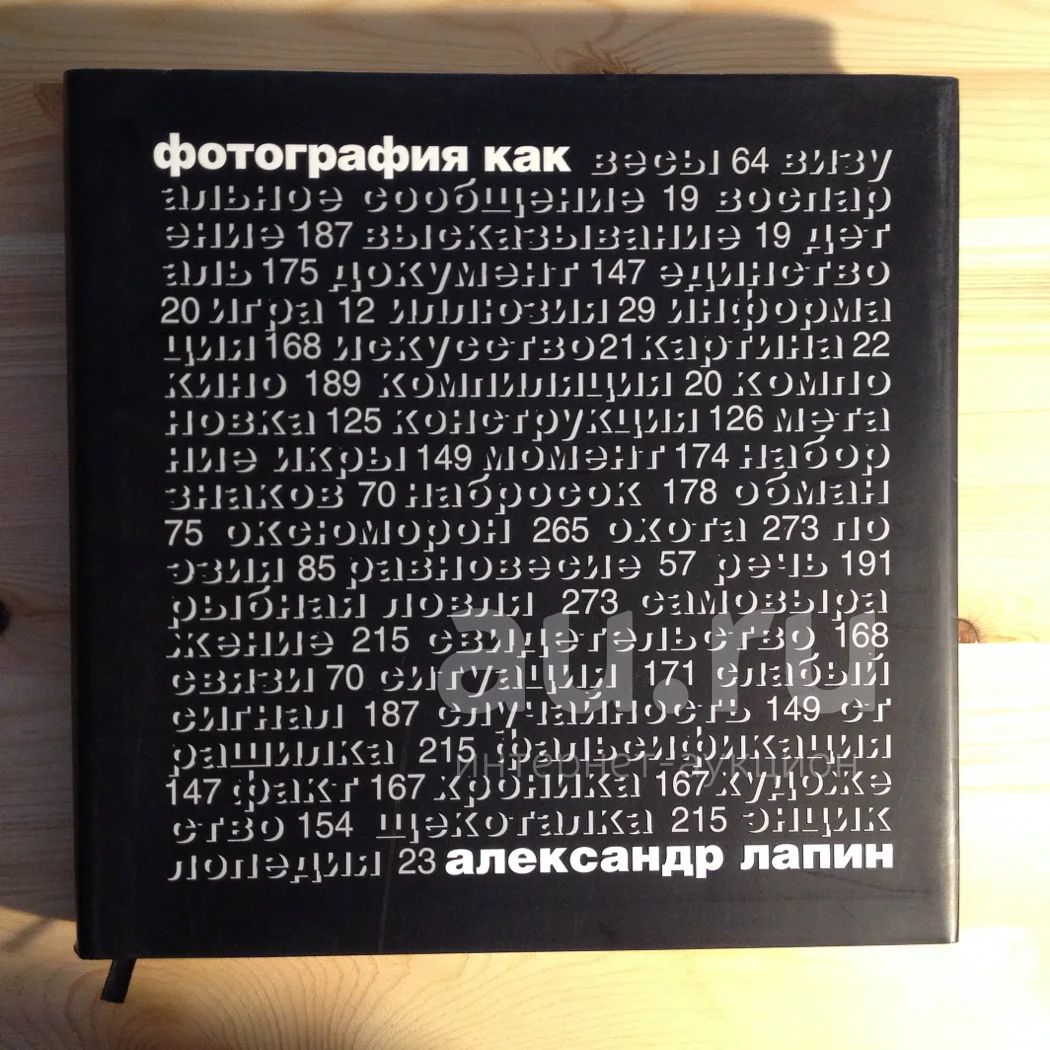 фотография как весы 64 визу
альное сообщение 19 воспар
ение 187 высказывание 19 дет
аль 175 документ 147 единство
20 игра 12 иллюзия 29 информа
ция 168 искусство 21 картина 22
кино 189 компиляция 20 компо
новка 125 конструкция 126 мета
ние икры 149 момент 174 набор
знаков 70 набросок 178 обман
75 оксюморон 265 охота 273 по
эзия 85 равновесие 57 речь 191
рыбная ловля 273 самовыра
жение 215 свидетельство 168
связи 70 ситуация 171 слабый
сигнал 187 случайность 149 ст
рашилка 215 фальсификация
147 факт 167 хроника 167 художе
ство 154 щекоталка 215 энцик
лопедия 23 александр лапин
au.ru
интернет-аукцион